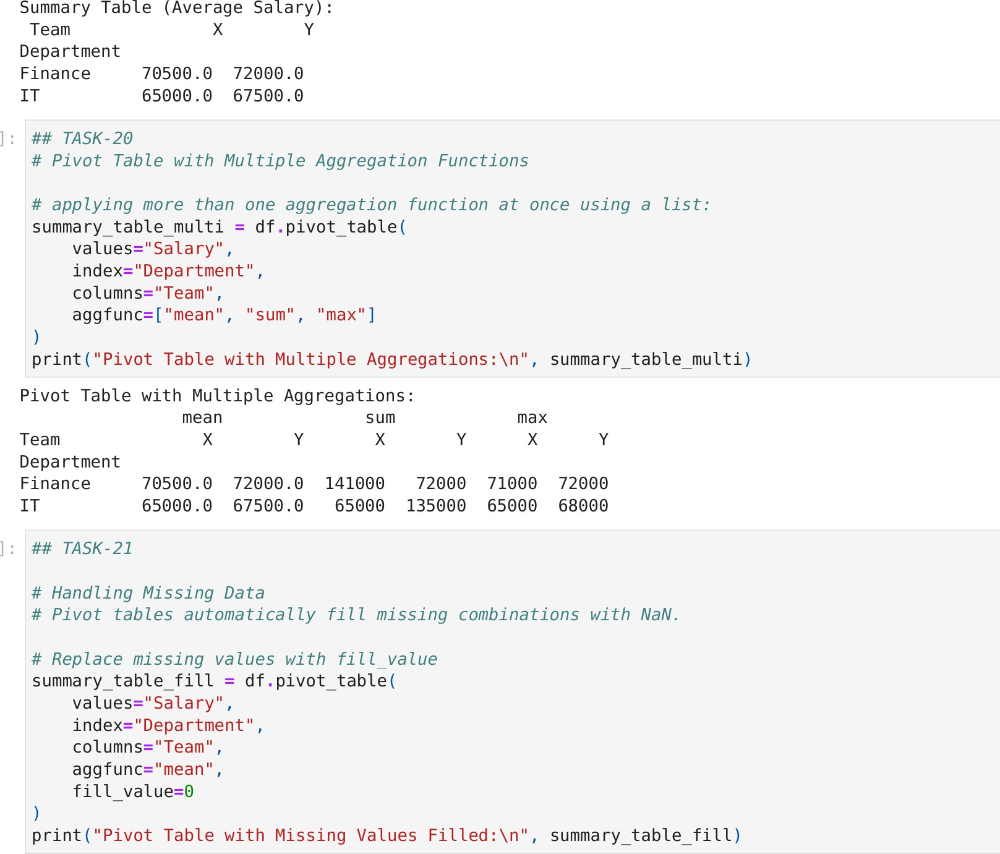 Summary Table (Average Salary):
 Team              X        Y
Department
Finance     70500.0  72000.0
IT          65000.0  67500.0
]:
## TASK-20
# Pivot Table with Multiple Aggregation Functions
# applying more than one aggregation function at once using a list:
summary_table_multi = df.pivot_table(
    values="Salary",
    index="Department",
    columns="Team",
    aggfunc=["mean", "sum", "max"]
)
print("Pivot Table with Multiple Aggregations:\n", summary_table_multi)
Pivot Table with Multiple Aggregations:
                mean              sum            max
Team              X        Y       X       Y      X      Y
Department
Finance     70500.0  72000.0  141000   72000  71000  72000
IT          65000.0  67500.0   65000  135000  65000  68000
]:
## TASK-21
# Handling Missing Data
# Pivot tables automatically fill missing combinations with NaN.
# Replace missing values with fill_value
summary_table_fill = df.pivot_table(
    values="Salary",
    index="Department",
    columns="Team",
    aggfunc="mean",
    fill_value=0
)
print("Pivot Table with Missing Values Filled:\n", summary_table_fill)